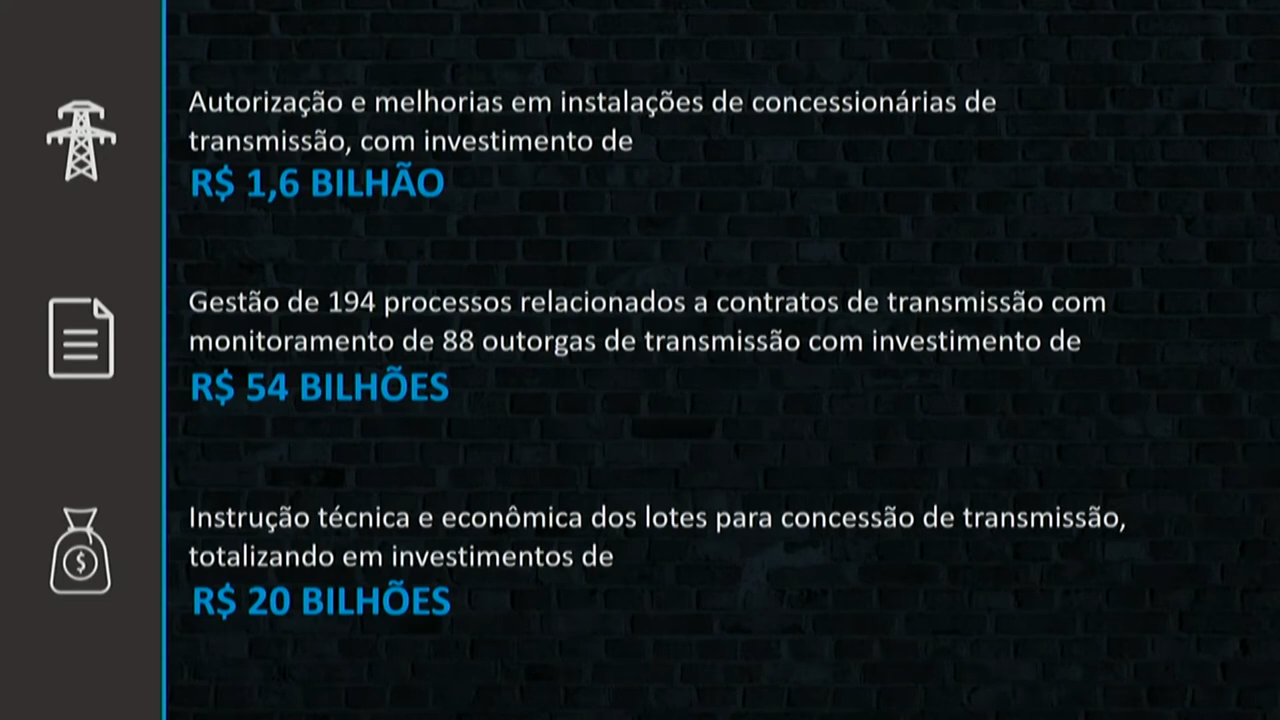 Autorização e melhorias em instalações de concessionárias de
transmissão, com investimento de
R$ 1,6 BILHÃO
Gestão de 194 processos relacionados a contratos de transmissão com
monitoramento de 88 outorgas de transmissão com investimento de
R$ 54 BILHÕES
$
Instrução técnica e econômica dos lotes para concessão de transmissão,
totalizando em investimentos de
R$ 20 BILHÕES